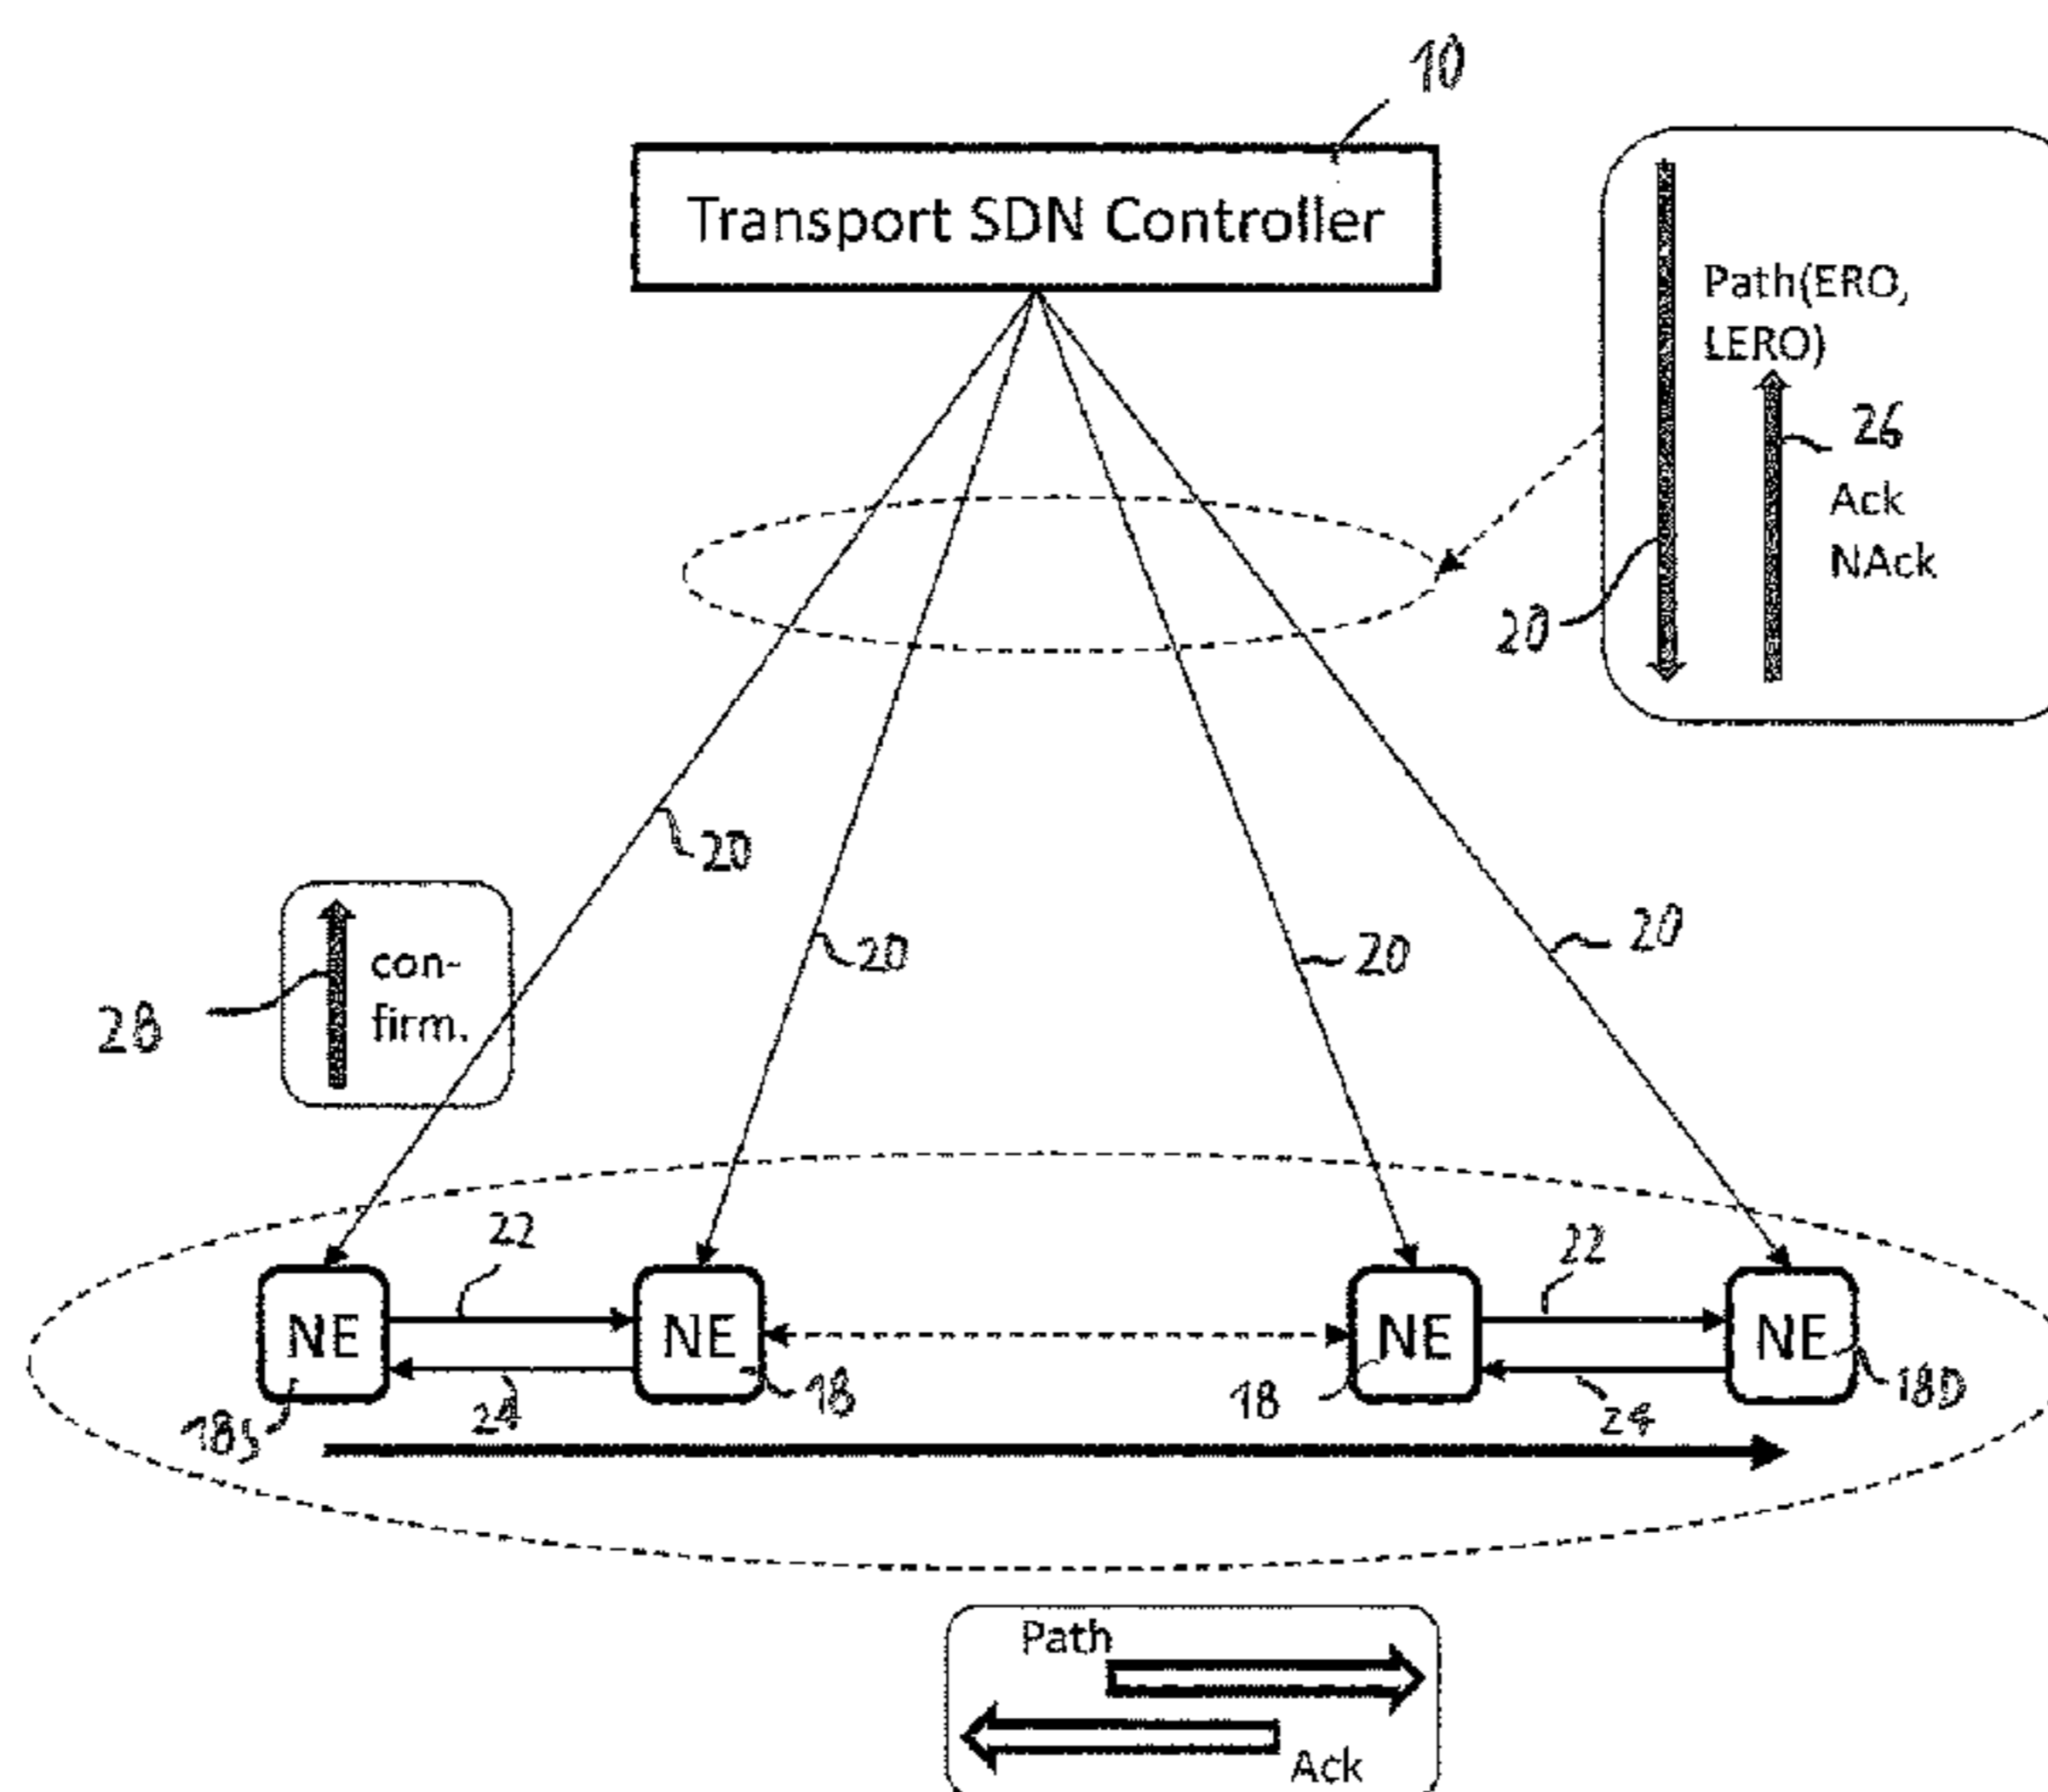 10
Transport SDN Controller
Path(ERO,
LERO)
26
Ack
NAck
20
20
20
20
20
con-
firm.
28
22
22
NE
NE
NE
NE
18S
24
18
18
24
18D
Path
Ack